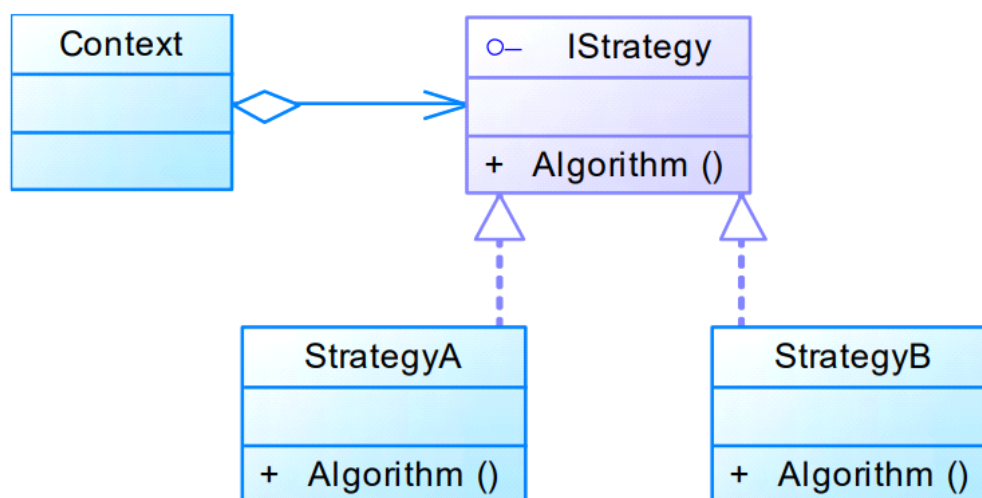 Context
IStrategy
+ Algorithm ()
StrategyA
+ Algorithm ()
StrategyB
+ Algorithm ()